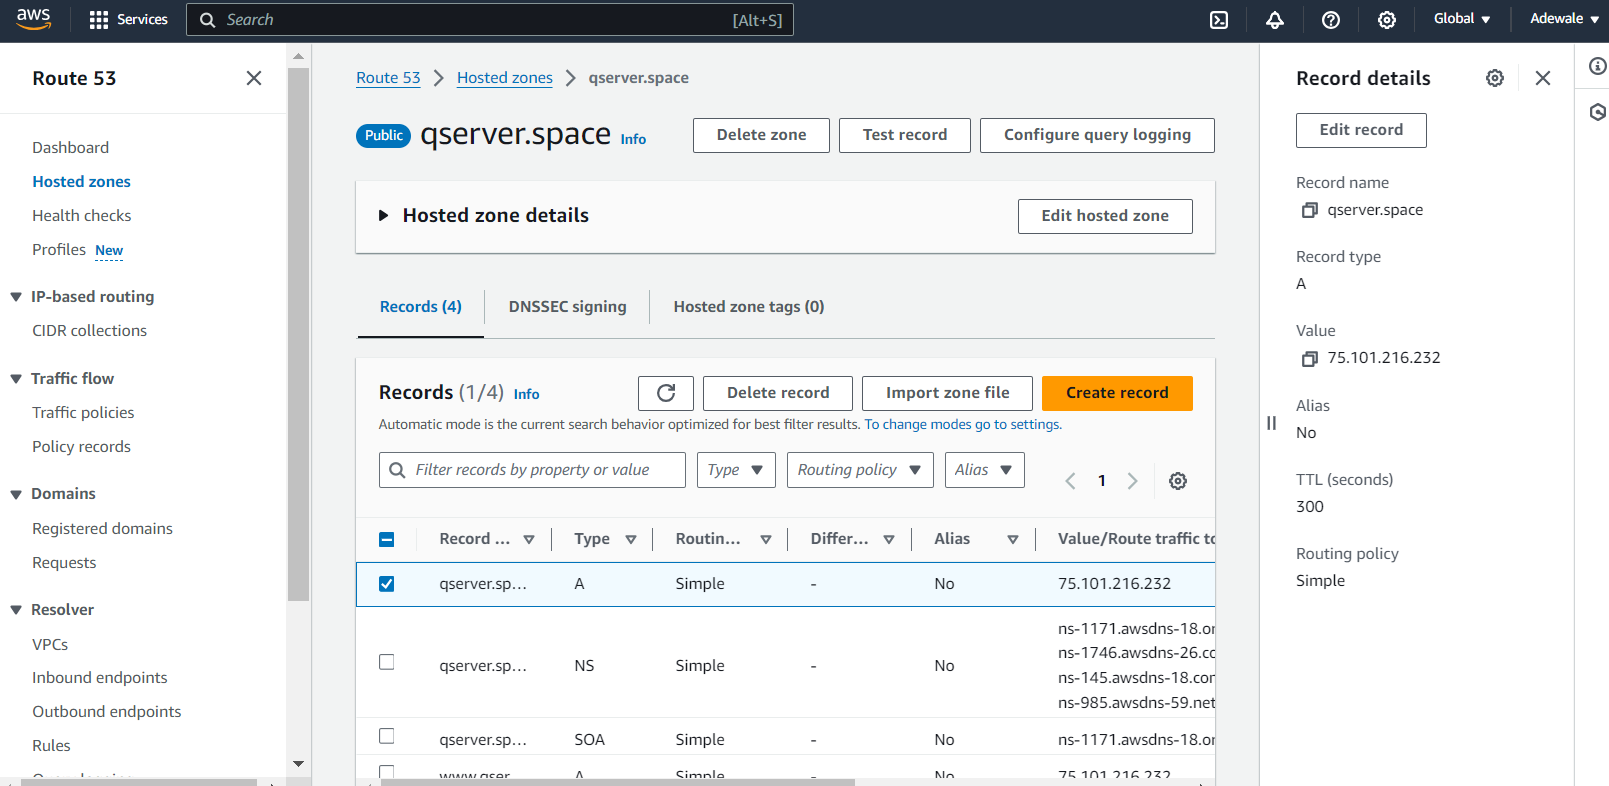 aws
Services
Search
[Alt+S]
Global
Adewale
Route 53
Dashboard
Hosted zones
Health checks
Profiles New
IP-based routing
CIDR collections
Traffic flow
Traffic policies
Policy records
Domains
Registered domains
Requests
Resolver
VPCs
Inbound endpoints
Outbound endpoints
Rules
Route 53
Hosted zones
qserver.space
Public qserver.space Info
Delete zone
Test record
Configure query logging
Hosted zone details
Edit hosted zone
Records (4)
DNSSEC signing
Hosted zone tags (0)
Records (1/4) Info
Delete record
Import zone file
Create record
Automatic mode is the current search behavior optimized for best filter results. To change modes go to settings.
Filter records by property or value
Type
Routing policy
Alias
1
Record ... Type Routin... Differ... Alias Value/Route traffic to
qserver.sp... A Simple - No 75.101.216.232
ns-1171.awsdns-18.or
ns-1746.awsdns-26.co
qserver.sp... NS Simple - No
ns-145.awsdns-18.com
ns-985.awsdns-59.net
qserver.sp... SOA Simple - No ns-1171.awsdns-18.or
www.qser A Simple - No 75.101.216.232
Record details
Edit record
Record name
qserver.space
Record type
A
Value
75.101.216.232
Alias
No
TTL (seconds)
300
Routing policy
Simple